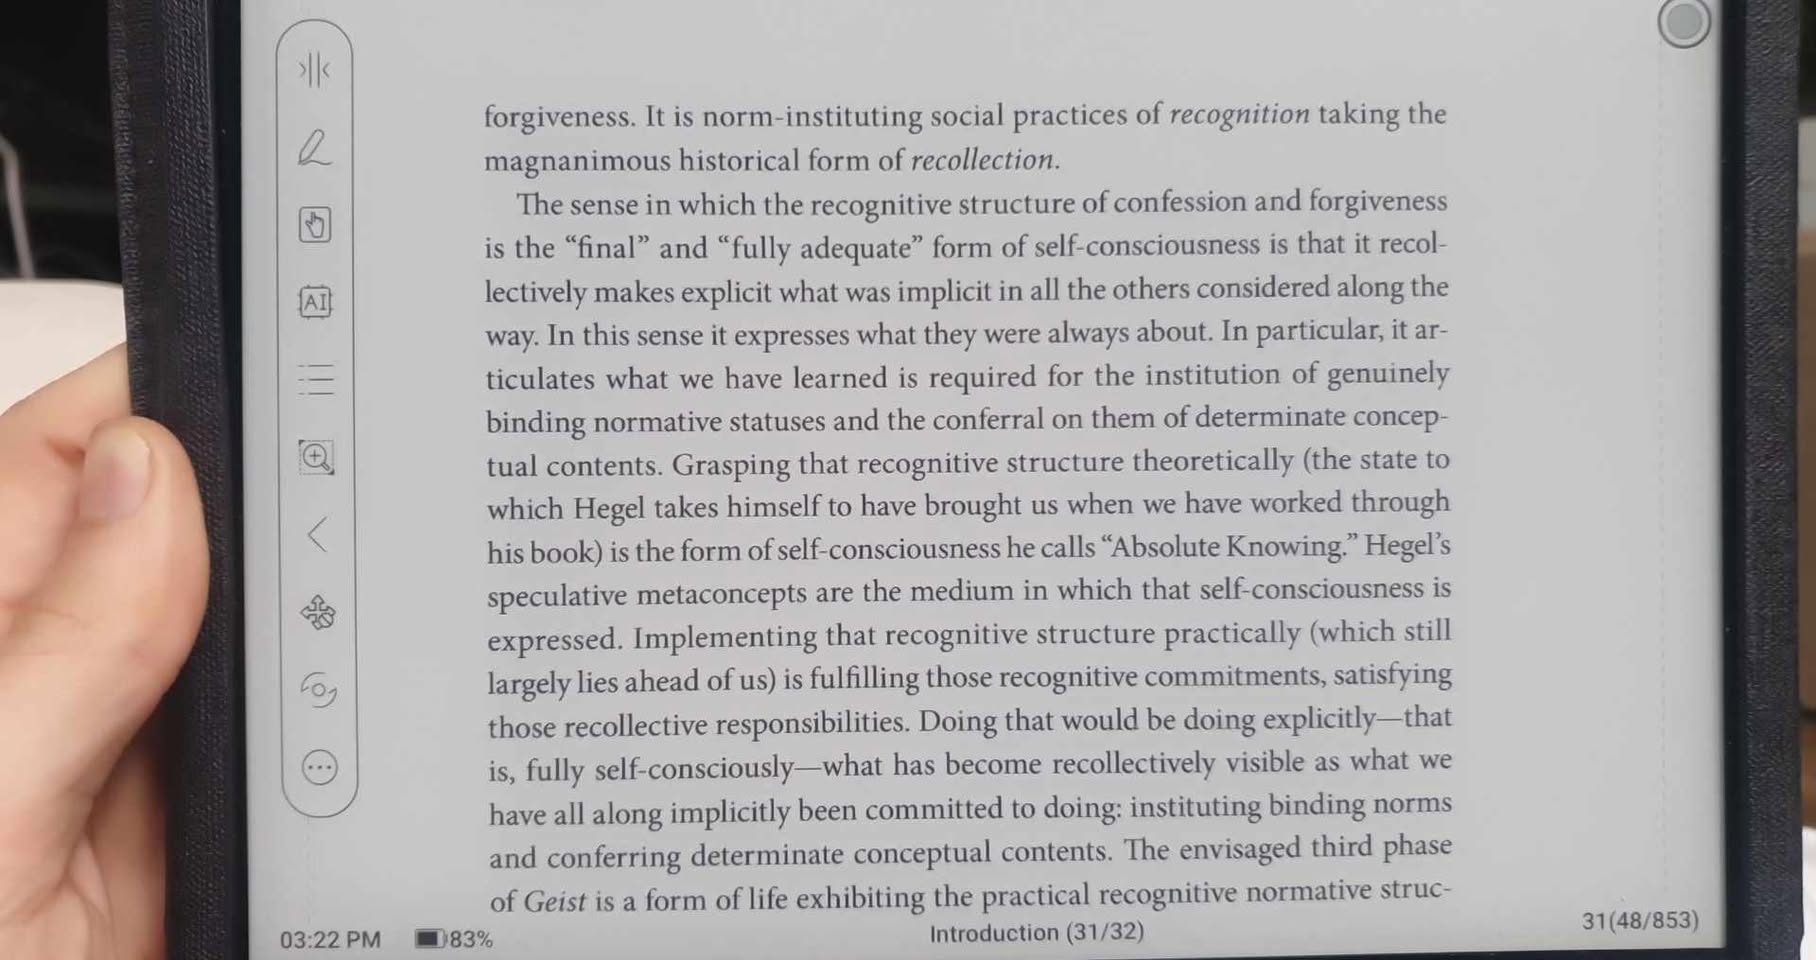 forgiveness. It is norm-instituting social practices of recognition taking the
magnanimous historical form of recollection.
The sense in which the recognitive structure of confession and forgiveness
is the “final” and “fully adequate” form of self-consciousness is that it recol-
lectively makes explicit what was implicit in all the others considered along the
way. In this sense it expresses what they were always about. In particular, it ar-
ticulates what we have learned is required for the institution of genuinely
binding normative statuses and the conferral on them of determinate concep-
tual contents. Grasping that recognitive structure theoretically (the state to
which Hegel takes himself to have brought us when we have worked through
his book) is the form of self-consciousness he calls “Absolute Knowing.” Hegel’s
speculative metaconcepts are the medium in which that self-consciousness is
expressed. Implementing that recognitive structure practically (which still
largely lies ahead of us) is fulfilling those recognitive commitments, satisfying
those recollective responsibilities. Doing that would be doing explicitly—that
is, fully self-consciously—what has become recollectively visible as what we
have all along implicitly been committed to doing: instituting binding norms
and conferring determinate conceptual contents. The envisaged third phase
of Geist is a form of life exhibiting the practical recognitive normative struc-
AI
03:22 PM 83% Introduction (31/32) 31(48/853)